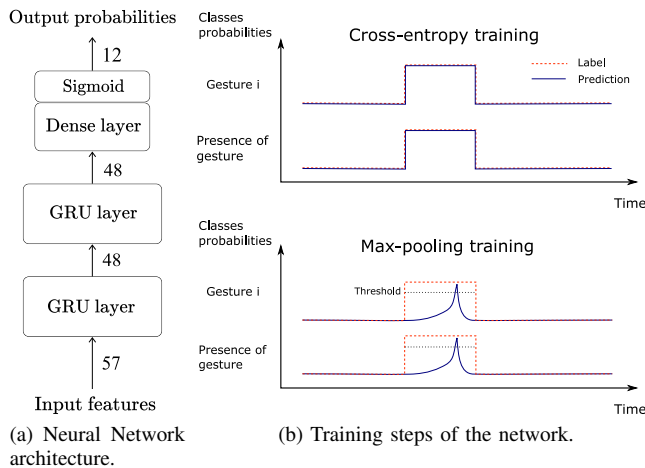 Output probabilities
12
Sigmoid
Dense layer
48
GRU layer
48
GRU layer
57
Input features
(a) Neural Network
architecture.
Classes
probabilities
Cross-entropy training
Label
Prediction
Gesture i
Presence of
gesture
Time
Classes
probabilities
Max-pooling training
Threshold
Gesture i
Presence of
gesture
Time
(b) Training steps of the network.